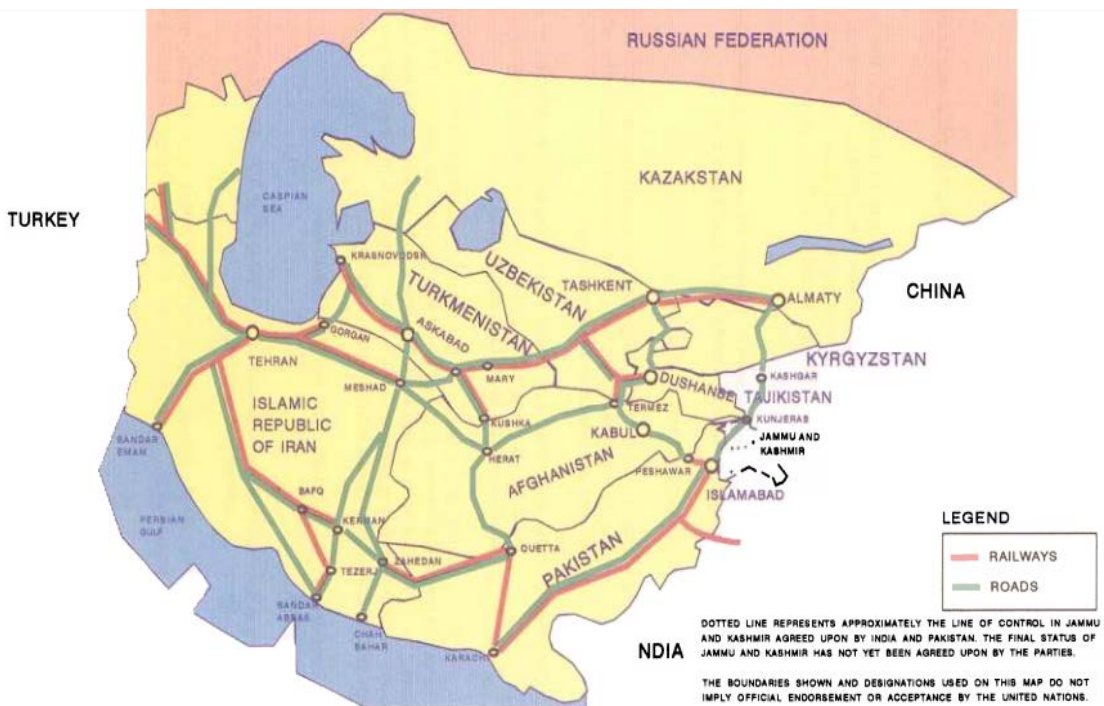 RUSSIAN FEDERATION
KAZAKSTAN
CASPIAN
SEA
TURKEY
KRASNOVODSR
UZBEKISTAN
TASHKENT
ALMATY
CHINA
TURKMENISTAN
GORGAN
ASKABAD
TEHRAN
MARY
KYRGYZSTAN
KASHGAR
MESHAD
DUSHANBE
TAJIKISTAN
ISLAMIC
REPUBLIC
OF IRAN
TERMEZ
KUSHKA
KUNJERAS
KABUL
JAMMU AND
KASHMIR
BANDAR
EMAM
HERAT
AFGHANISTAN
PESHAWAR
ISLAMABAD
BAFQ
PERSIAN
GULF
KERMAN
LEGEND
QUETTA
ZAHEDAN
PAKISTAN
RAILWAYS
TEZERJ
ROADS
BANDAR
ABBAS
CHAH
BAHAR
KARACHI
NDIA
DOTTED LINE REPRESENTS APPROXIMATELY THE LINE OF CONTROL IN JAMMU
AND KASHMIR AGREED UPON BY INDIA AND PAKISTAN. THE FINAL STATUS OF
JAMMU AND KASHMIR HAS NOT YET BEEN AGREED UPON BY THE PARTIES.
THE BOUNDARIES SHOWN AND DESIGNATIONS USED ON THIS MAP DO NOT
IMPLY OFFICIAL ENDORSEMENT OR ACCEPTANCE BY THE UNITED NATIONS.